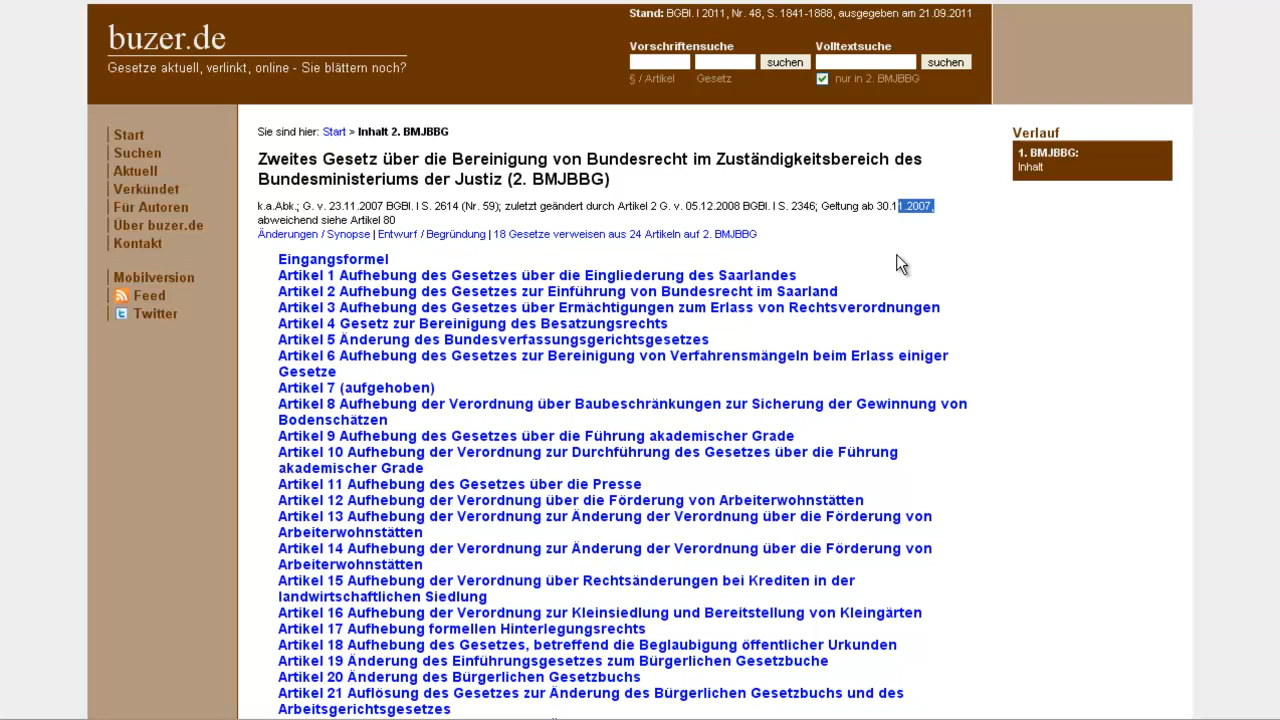 buzer.de
Gesetze aktuell, verlinkt, online - Sie blättern noch?
Stand: BGBl. I 2011, Nr. 48, S. 1841-1888, ausgegeben am 21.09.2011
Vorschriftensuche
Volltextsuche
suchen
suchen
§ / Artikel
Gesetz
nur in 2. BMJBBG
Start
Suchen
Aktuell
Verkündet
Für Autoren
Über buzer.de
Kontakt
Mobilversion
Feed
Twitter
Sie sind hier: Start > Inhalt 2. BMJBBG
Zweites Gesetz über die Bereinigung von Bundesrecht im Zuständigkeitsbereich des
Bundesministeriums der Justiz (2. BMJBBG)
k.a.Abk.; G. v. 23.11.2007 BGBl. I S. 2614 (Nr. 59); zuletzt geändert durch Artikel 2 G. v. 05.12.2008 BGBl. I S. 2346; Geltung ab 30.11.2007,
abweichend siehe Artikel 80
Änderungen / Synopse | Entwurf / Begründung | 18 Gesetze verweisen aus 24 Artikeln auf 2. BMJBBG
Eingangsformel
Artikel 1 Aufhebung des Gesetzes über die Eingliederung des Saarlandes
Artikel 2 Aufhebung des Gesetzes zur Einführung von Bundesrecht im Saarland
Artikel 3 Aufhebung des Gesetzes über Ermächtigungen zum Erlass von Rechtsverordnungen
Artikel 4 Gesetz zur Bereinigung des Besatzungsrechts
Artikel 5 Änderung des Bundesverfassungsgerichtsgesetzes
Artikel 6 Aufhebung des Gesetzes zur Bereinigung von Verfahrensmängeln beim Erlass einiger
Gesetze
Artikel 7 (aufgehoben)
Artikel 8 Aufhebung der Verordnung über Baubeschränkungen zur Sicherung der Gewinnung von
Bodenschätzen
Artikel 9 Aufhebung des Gesetzes über die Führung akademischer Grade
Artikel 10 Aufhebung der Verordnung zur Durchführung des Gesetzes über die Führung
akademischer Grade
Artikel 11 Aufhebung des Gesetzes über die Presse
Artikel 12 Aufhebung der Verordnung über die Förderung von Arbeiterwohnstätten
Artikel 13 Aufhebung der Verordnung zur Änderung der Verordnung über die Förderung von
Arbeiterwohnstätten
Artikel 14 Aufhebung der Verordnung zur Änderung der Verordnung über die Förderung von
Arbeiterwohnstätten
Artikel 15 Aufhebung der Verordnung über Rechtsänderungen bei Krediten in der
landwirtschaftlichen Siedlung
Artikel 16 Aufhebung der Verordnung zur Kleinsiedlung und Bereitstellung von Kleingärten
Artikel 17 Aufhebung formellen Hinterlegungsrechts
Artikel 18 Aufhebung des Gesetzes, betreffend die Beglaubigung öffentlicher Urkunden
Artikel 19 Änderung des Einführungsgesetzes zum Bürgerlichen Gesetzbuche
Artikel 20 Änderung des Bürgerlichen Gesetzbuchs
Artikel 21 Auflösung des Gesetzes zur Änderung des Bürgerlichen Gesetzbuchs und des
Arbeitsgerichtsgesetzes
Verlauf
1. BMJBBG:
Inhalt